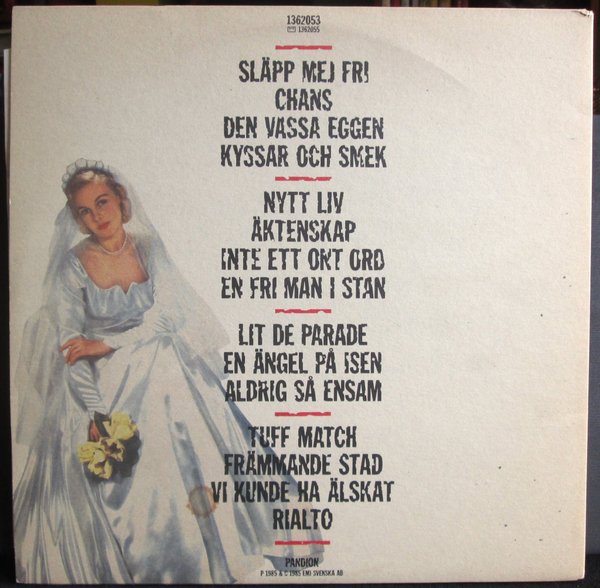 1362053
1362055
SLÄPP MEJ FRI
CHANS
DEN VASSA EGGEN
KYSSAR OCH SMEK
NYTT LIV
ÄKTENSKAP
INTE ETT ONT ORD
EN FRI MAN I STAN
LIT DE PARADE
EN ÄNGEL PÅ ISEN
ALDRIG SÅ ENSAM
TUFF MATCH
FRÄMMANDE STAD
VI KUNDE HA ÄLSKAT
RIALTO
PANDION
P 1985 & © 1985 EMI SVENSKA AB